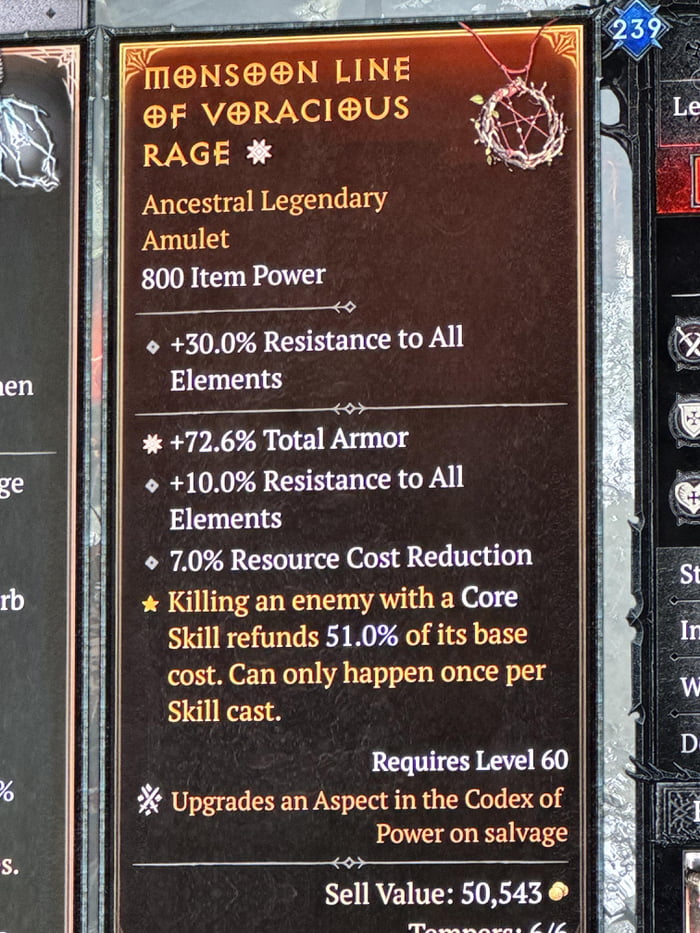 239
MONSOON LINE
OF VORACIOUS
RAGE
Ancestral Legendary
Amulet
800 Item Power
+30.0% Resistance to All
Elements
+72.6% Total Armor
+10.0% Resistance to All
Elements
7.0% Resource Cost Reduction
Killing an enemy with a Core
Skill refunds 51.0% of its base
cost. Can only happen once per
Skill cast.
Requires Level 60
Upgrades an Aspect in the Codex of
Power on salvage
Sell Value: 50,543
Tempers: 6/6
%